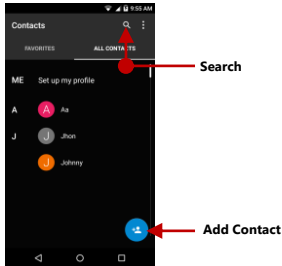 9:55 AM
Contacts
FAVORITES ALL CONTACTS
Search
ME Set up my profile
A A Aa
J J Jhon
J Johnny
Add Contact